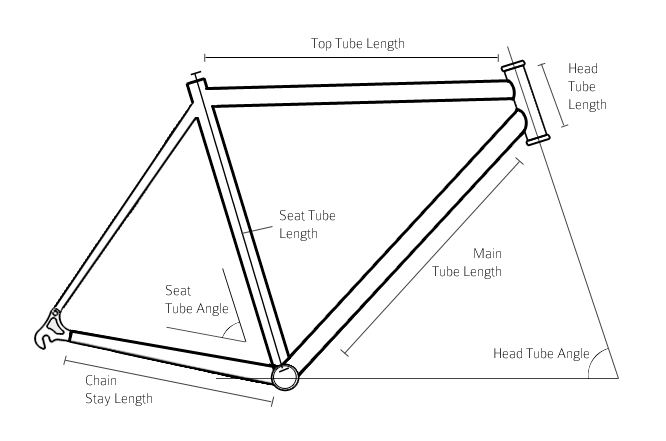 Top Tube Length
Head
Tube
Length
Seat Tube
Length
Main
Tube Length
Seat
Tube Angle
Head Tube Angle
Chain
Stay Length